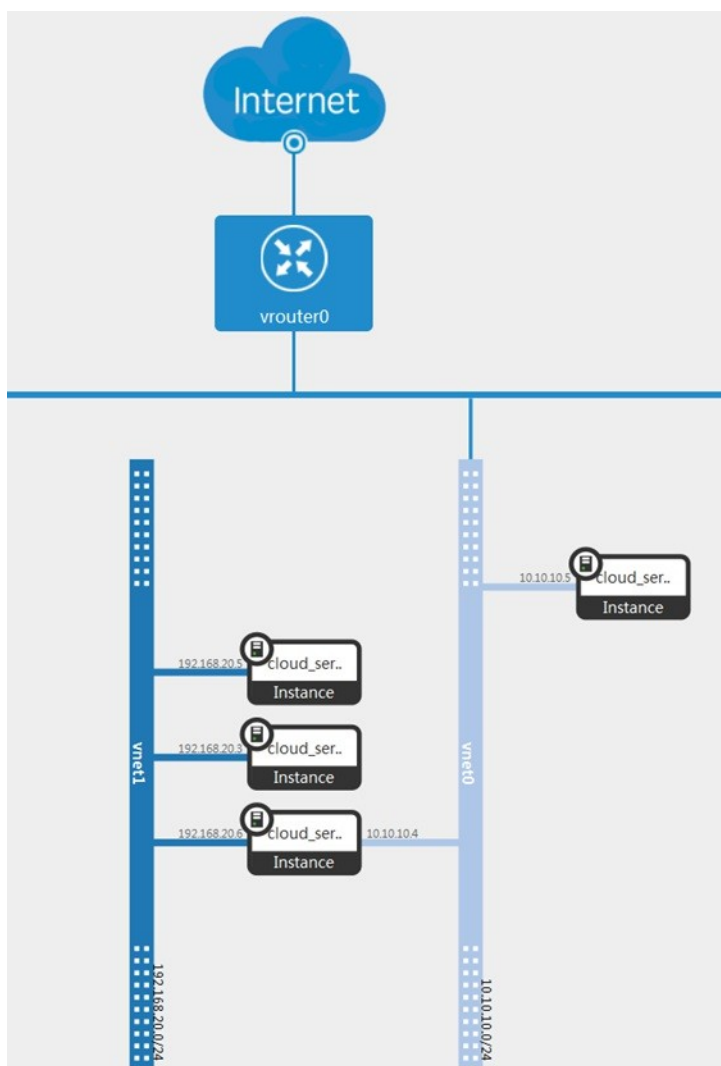 Internet
vrouter0
10.10.10.5
cloud_ser..
Instance
192.168.20.5
cloud_ser..
Instance
vnet1
192.168.20.3
cloud_ser..
Instance
vnet0
192.168.20.6
cloud_ser..
10.10.10.4
Instance
192.168.20.0/24
10.10.10.0/24